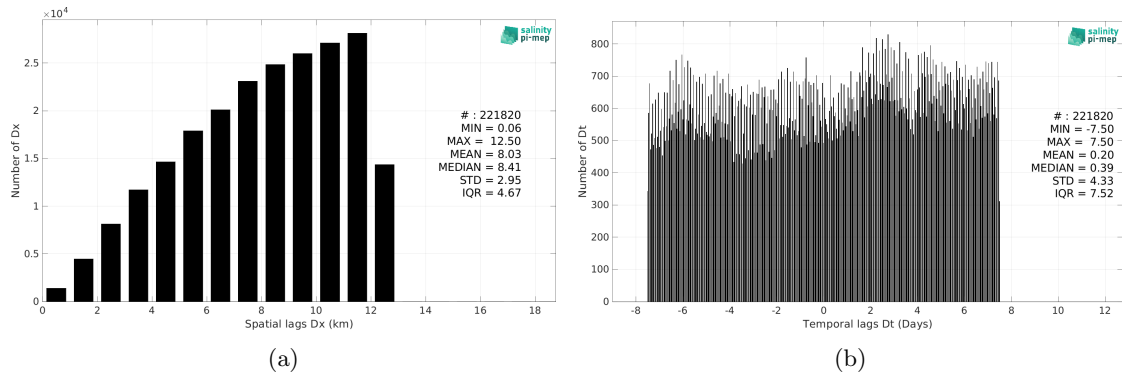 ×10⁴
2.5
2
1.5
1
0.5
0
0 2 4 6 8 10 12 14 16 18
Number of Dx
Spatial lags Dx (km)
salinity
pi-mep
# : 221820
MIN = 0.06
MAX = 12.50
MEAN = 8.03
MEDIAN = 8.41
STD = 2.95
IQR = 4.67
(a)
800
700
600
500
400
300
200
100
0
-8 -6 -4 -2 0 2 4 6 8 10 12
Number of Dt
Temporal lags Dt (Days)
salinity
pi-mep
# : 221820
MIN = -7.50
MAX = 7.50
MEAN = 0.20
MEDIAN = 0.39
STD = 4.33
IQR = 7.52
(b)